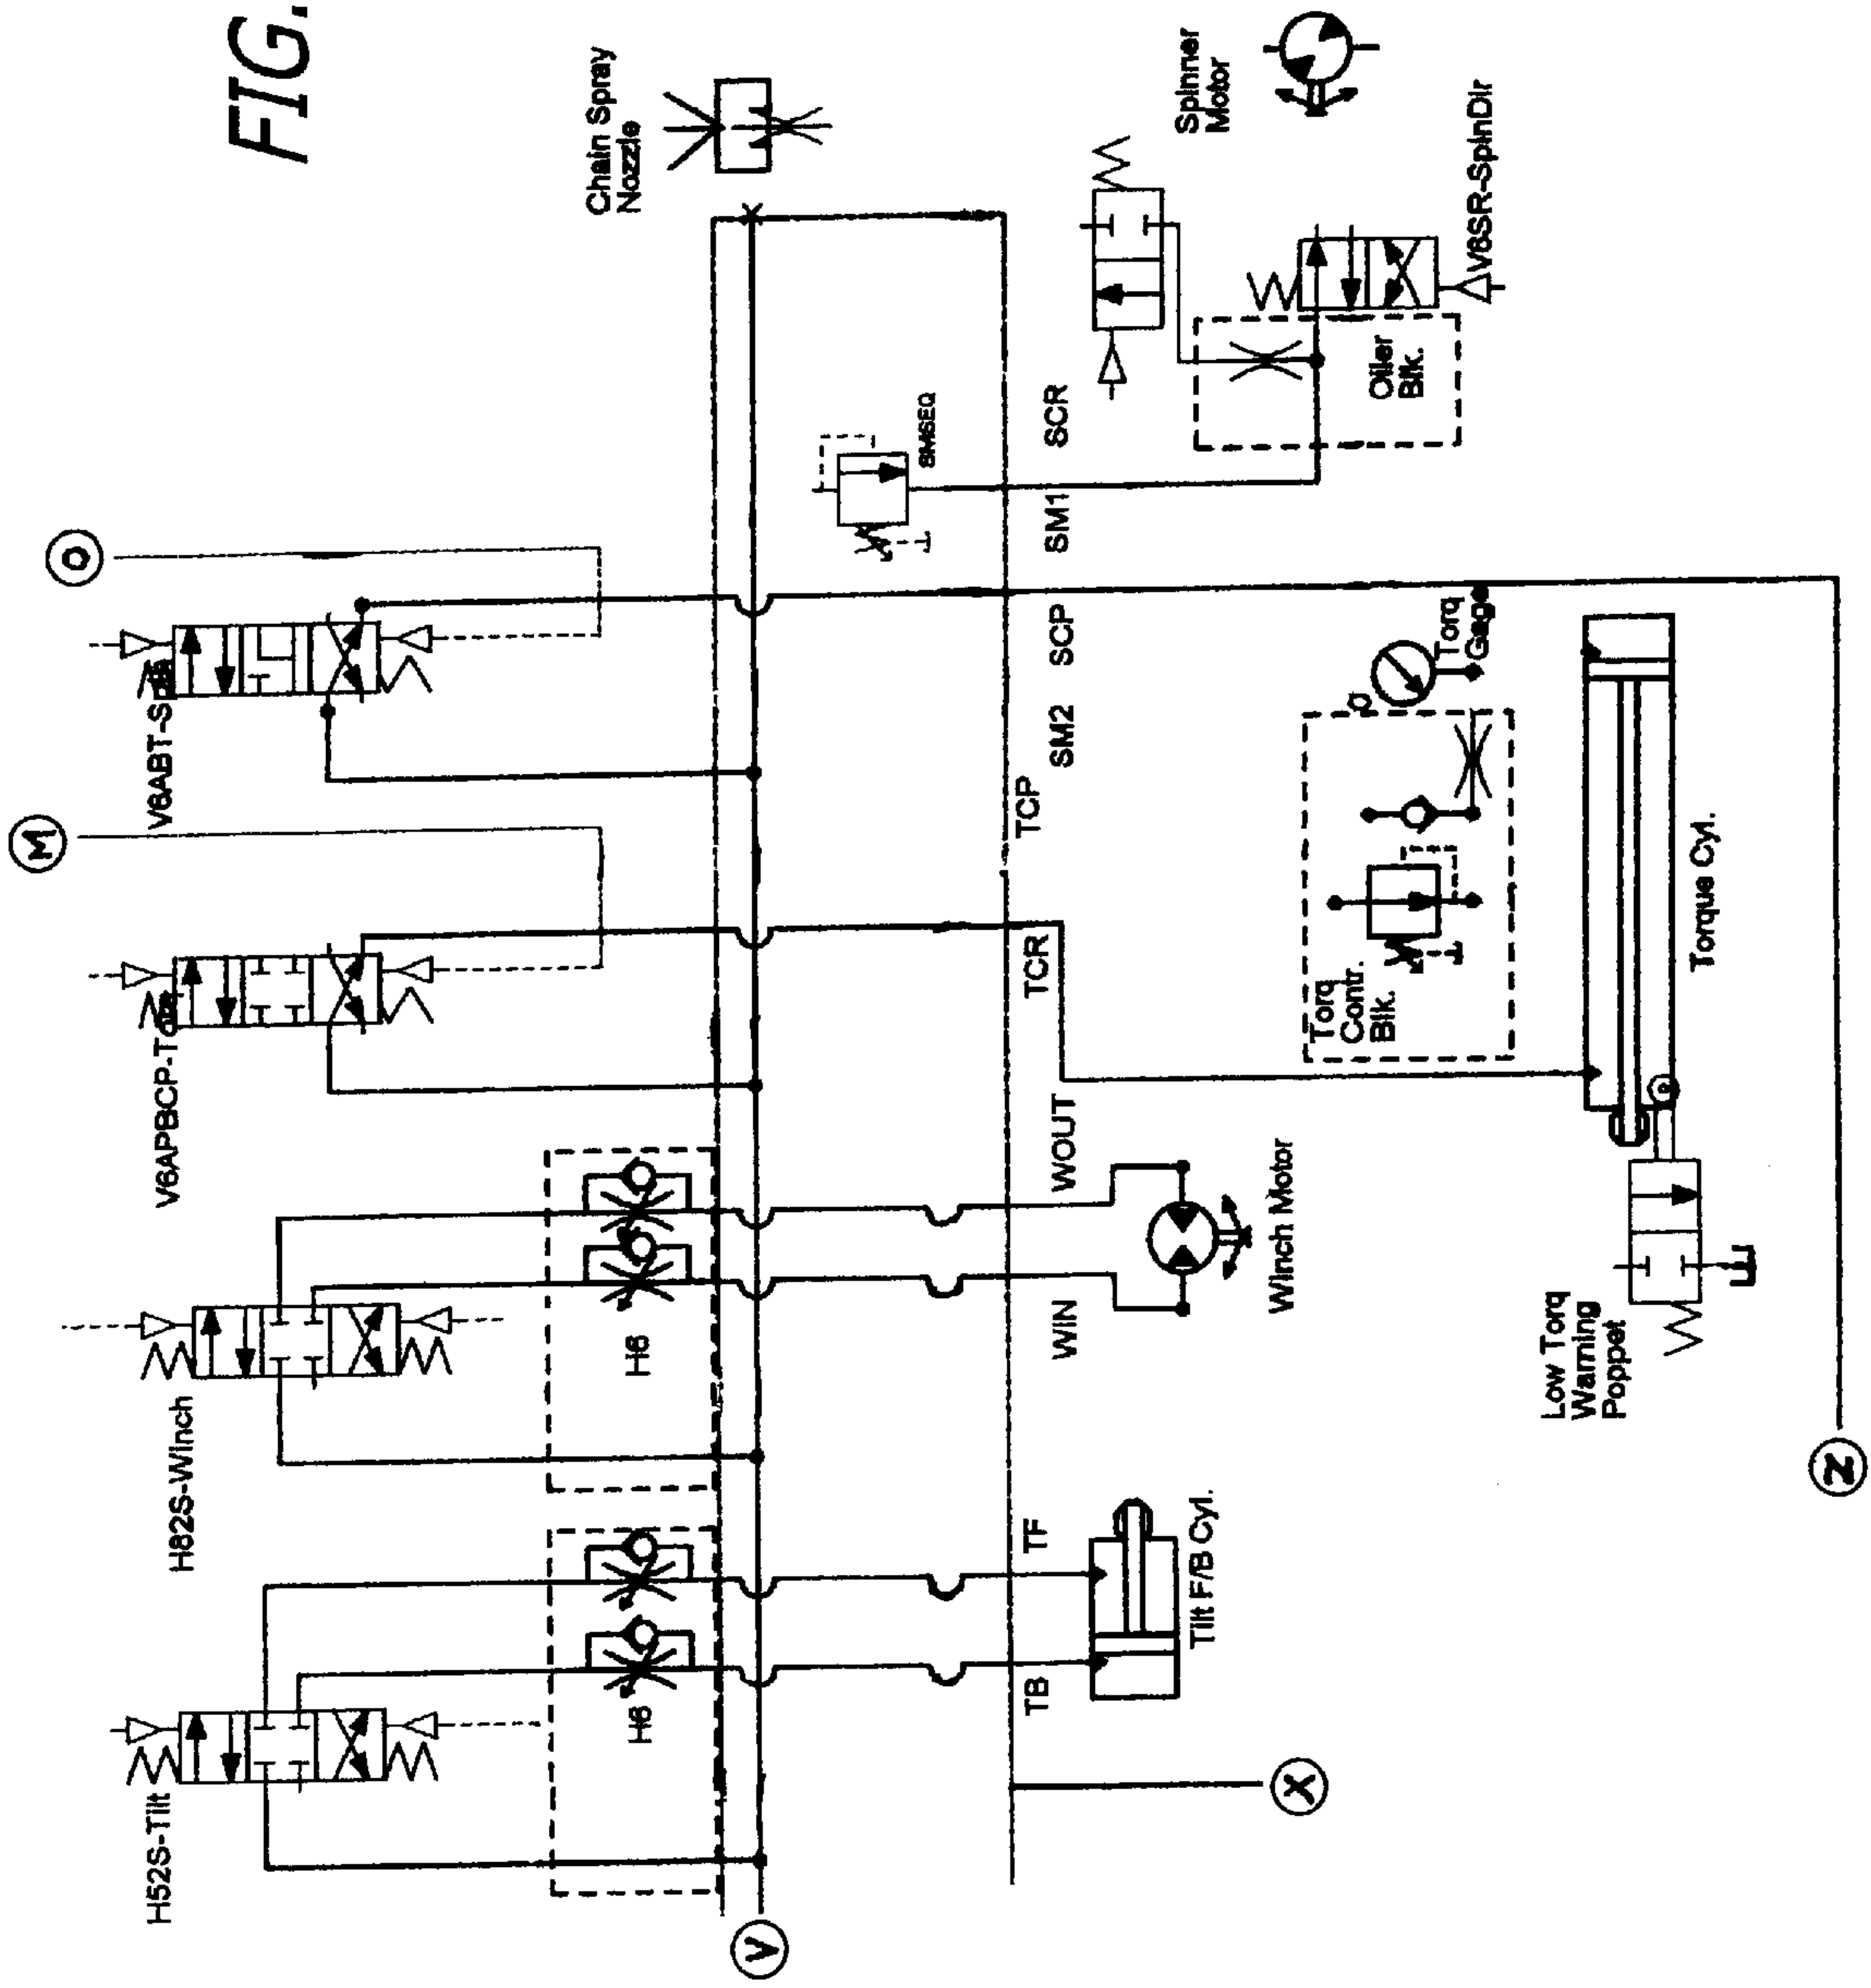 FIG.
M
O
H52S-Tilt
H82S-Winch
V6APBCP-Torq
V6ABT-Spin
Chain Spray
Nozzle
H6
H6
V
SMSEQ
TB
TF
WIN
WOUT
TCR
TCP
SM2
SCP
SM1
SCR
Tilt F/B Cyl.
Winch Motor
X
Torq
Contr.
Blk.
Torq
Gage
Oiler
Blk.
Spinner
Motor
V6SR-SpinDir
Low Torq
Warning
Poppet
Torque Cyl.
Z